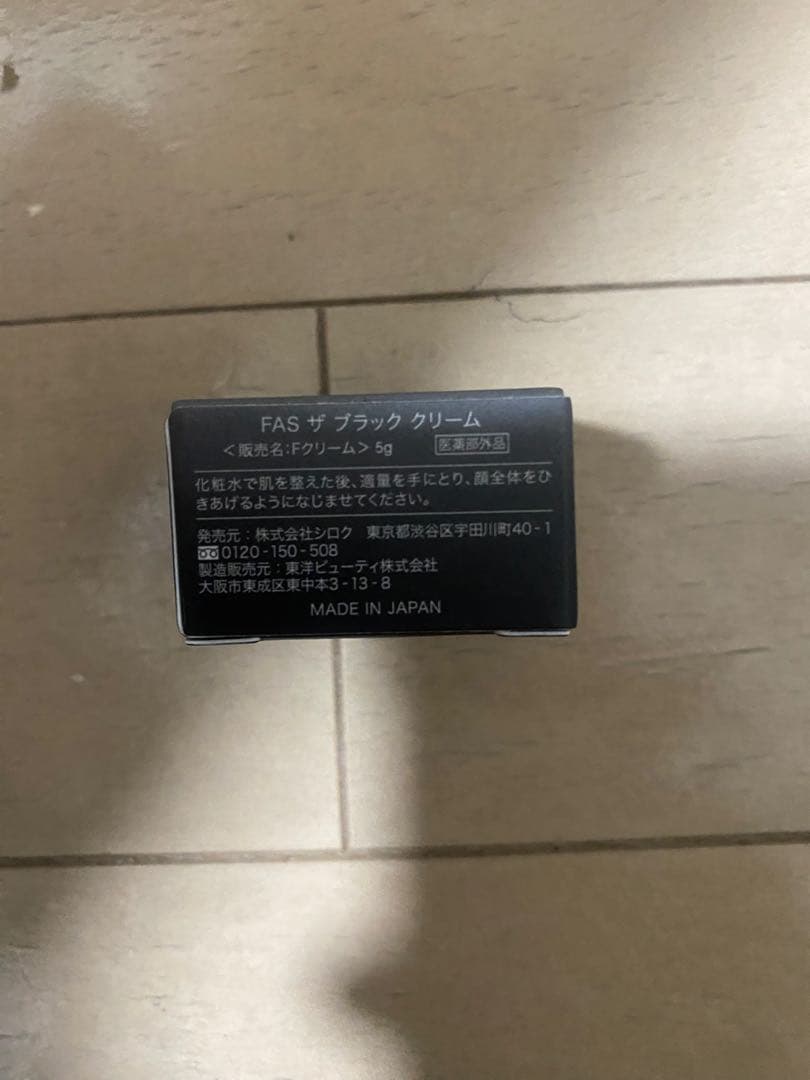 FAS ザ ブラック クリーム
＜販売名:Fクリーム＞ 5g 医薬部外品
化粧水で肌を整えた後、適量を手にとり、顔全体をひ
きあげるようになじませてください。
発売元：株式会社シロク 東京都渋谷区宇田川町40-1
0120-150-508
製造販売元：東洋ビューティ株式会社
大阪市東成区東中本3-13-8
MADE IN JAPAN